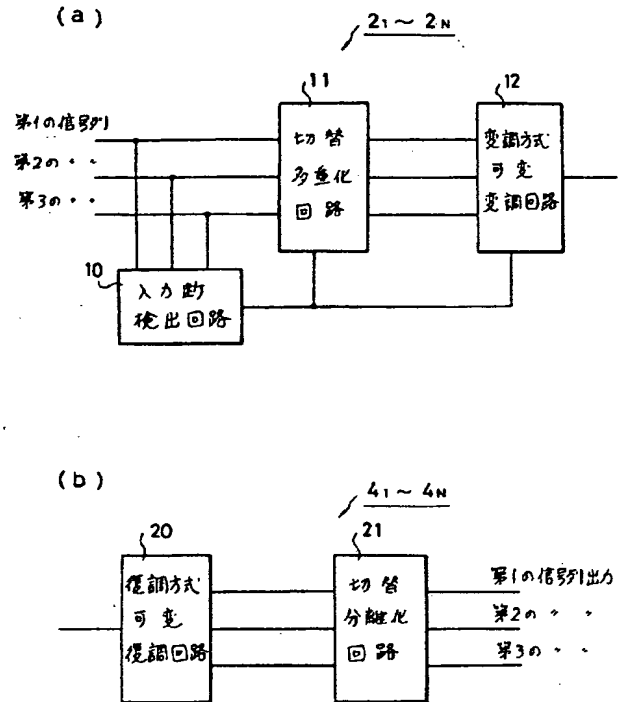 (a)
2₁～2N
11
12
第1の信号列
第2の〃〃
第3の〃〃
切替
多重化
回路
変調方式
可変
変調回路
10
入力断
検出回路
(b)
4₁～4N
20
21
復調方式
可変
復調回路
切替
分離化
回路
第1の信号列出力
第2の〃〃
第3の〃〃